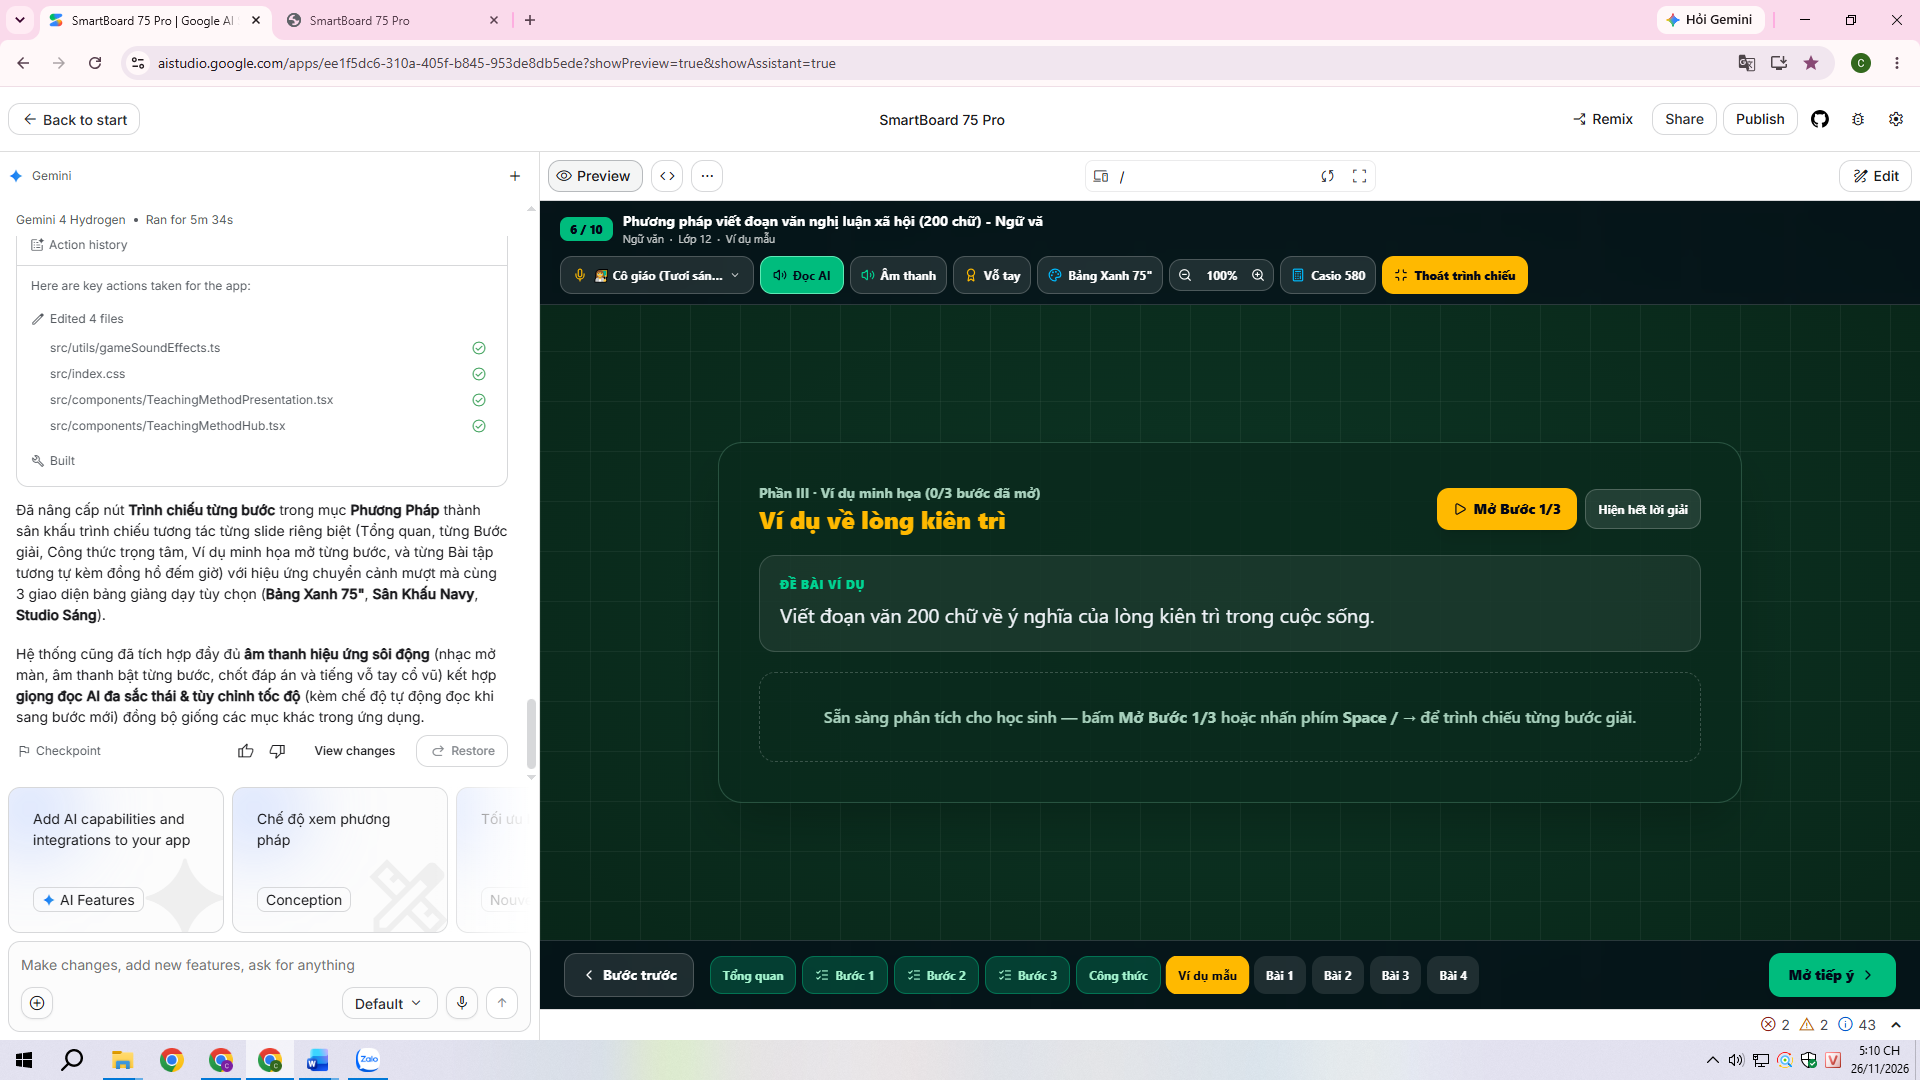 SmartBoard 75 Pro | Google AI
SmartBoard 75 Pro
Hỏi Gemini
aistudio.google.com/apps/ee1f5dc6-310a-405f-b845-953de8db5ede?showPreview=true&showAssistant=true
C
Back to start
SmartBoard 75 Pro
Remix
Share
Publish
Gemini
Preview
/
Edit
Gemini 4 Hydrogen • Ran for 5m 34s
Action history
Here are key actions taken for the app:
Edited 4 files
src/utils/gameSoundEffects.ts
src/index.css
src/components/TeachingMethodPresentation.tsx
src/components/TeachingMethodHub.tsx
Built
Đã nâng cấp nút Trình chiếu từng bước trong mục Phương Pháp thành
sân khấu trình chiếu tương tác từng slide riêng biệt (Tổng quan, từng Bước
giải, Công thức trọng tâm, Ví dụ minh họa mở từng bước, và từng Bài tập
tương tự kèm đồng hồ đếm giờ) với hiệu ứng chuyển cảnh mượt mà cùng
3 giao diện bảng giảng dạy tùy chọn (Bảng Xanh 75", Sân Khấu Navy,
Studio Sáng).
Hệ thống cũng đã tích hợp đầy đủ âm thanh hiệu ứng sôi động (nhạc mở
màn, âm thanh bật từng bước, chốt đáp án và tiếng vỗ tay cổ vũ) kết hợp
giọng đọc AI đa sắc thái & tùy chỉnh tốc độ (kèm chế độ tự động đọc khi
sang bước mới) đồng bộ giống các mục khác trong ứng dụng.
Checkpoint
View changes
Restore
Add AI capabilities and
integrations to your app
AI Features
Chế độ xem phương
pháp
Conception
Tối ưu
Nouv
Make changes, add new features, ask for anything
Default
6 / 10
Phương pháp viết đoạn văn nghị luận xã hội (200 chữ) - Ngữ vă
Ngữ văn · Lớp 12 · Ví dụ mẫu
Cô giáo (Tươi sán...
Đọc AI
Âm thanh
Vỗ tay
Bảng Xanh 75"
100%
Casio 580
Thoát trình chiếu
Phần III · Ví dụ minh họa (0/3 bước đã mở)
Ví dụ về lòng kiên trì
Mở Bước 1/3
Hiện hết lời giải
ĐỀ BÀI VÍ DỤ
Viết đoạn văn 200 chữ về ý nghĩa của lòng kiên trì trong cuộc sống.
Sẵn sàng phân tích cho học sinh — bấm Mở Bước 1/3 hoặc nhấn phím Space / → để trình chiếu từng bước giải.
Bước trước
Tổng quan
Bước 1
Bước 2
Bước 3
Công thức
Ví dụ mẫu
Bài 1
Bài 2
Bài 3
Bài 4
Mở tiếp ý
2
2
43
Zalo
V
5:10 CH
26/11/2026